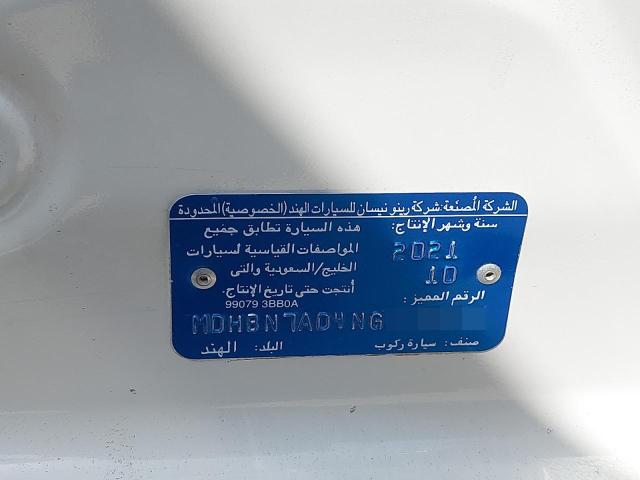 الشركة المُصنّعة: شركة رينو نيسان للسيارات الهند (الخصوصية) المحدودة
سنة وشهر الإنتاج:
2021
10
هذه السيارة تطابق جميع
المواصفات القياسية لسيارات
الخليج/السعودية والتى
أنتجت حتى تاريخ الإنتاج.
الرقم المميز :
99079 3BB0A
MDHBN7AD4NG
صنف: سيارة ركوب
البلد: الهند